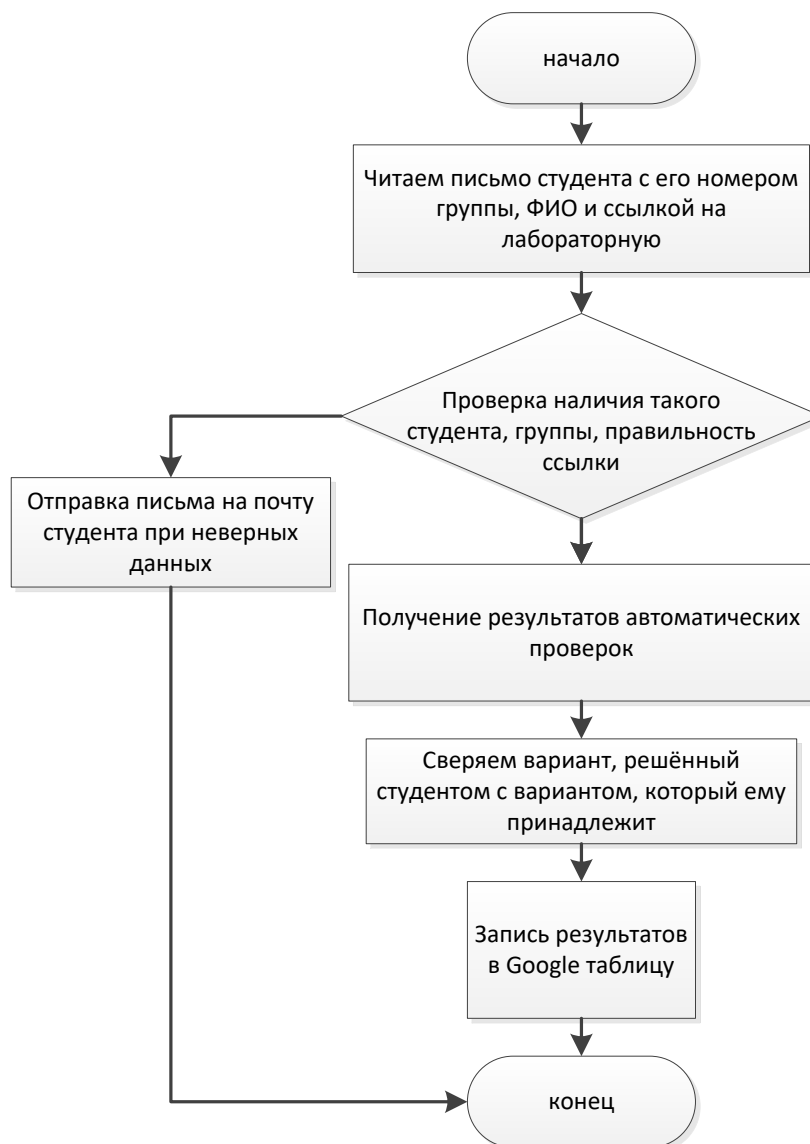 начало
Читаем письмо студента с его номером
группы, ФИО и ссылкой на
лабораторную
Проверка наличия такого
студента, группы, правильность
ссылки
Отправка письма на почту
студента при неверных
данных
Получение результатов автоматических
проверок
Сверяем вариант, решённый
студентом с вариантом, который ему
принадлежит
Запись результатов
в Google таблицу
конец